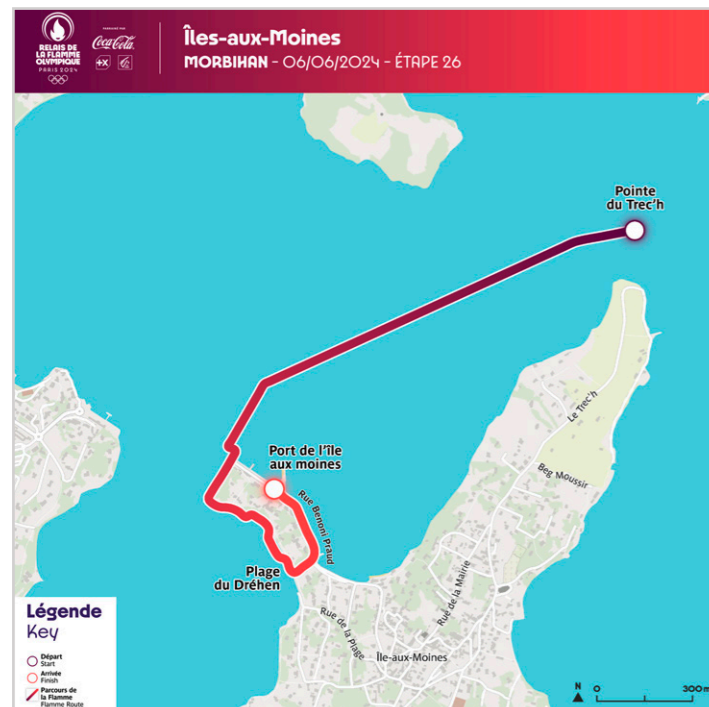 RELAIS DE
LA FLAMME
OLYMPIQUE
PARIS 2024
Coca-Cola
Îles-aux-Moines
MORBIHAN - 06/06/2024 - ÉTAPE 26
Pointe
du Trec'h
Le Trec'h
Beg Moussir
Port de l'île
aux moines
Rue Benoni Praud
Plage
du Dréhen
Rue de la Mairie
Rue de la Plage
Île-aux-Moines
Légende
Key
Départ
Start
Arrivée
Finish
Parcours de
la Flamme
Flamme Route
N
0
300 m